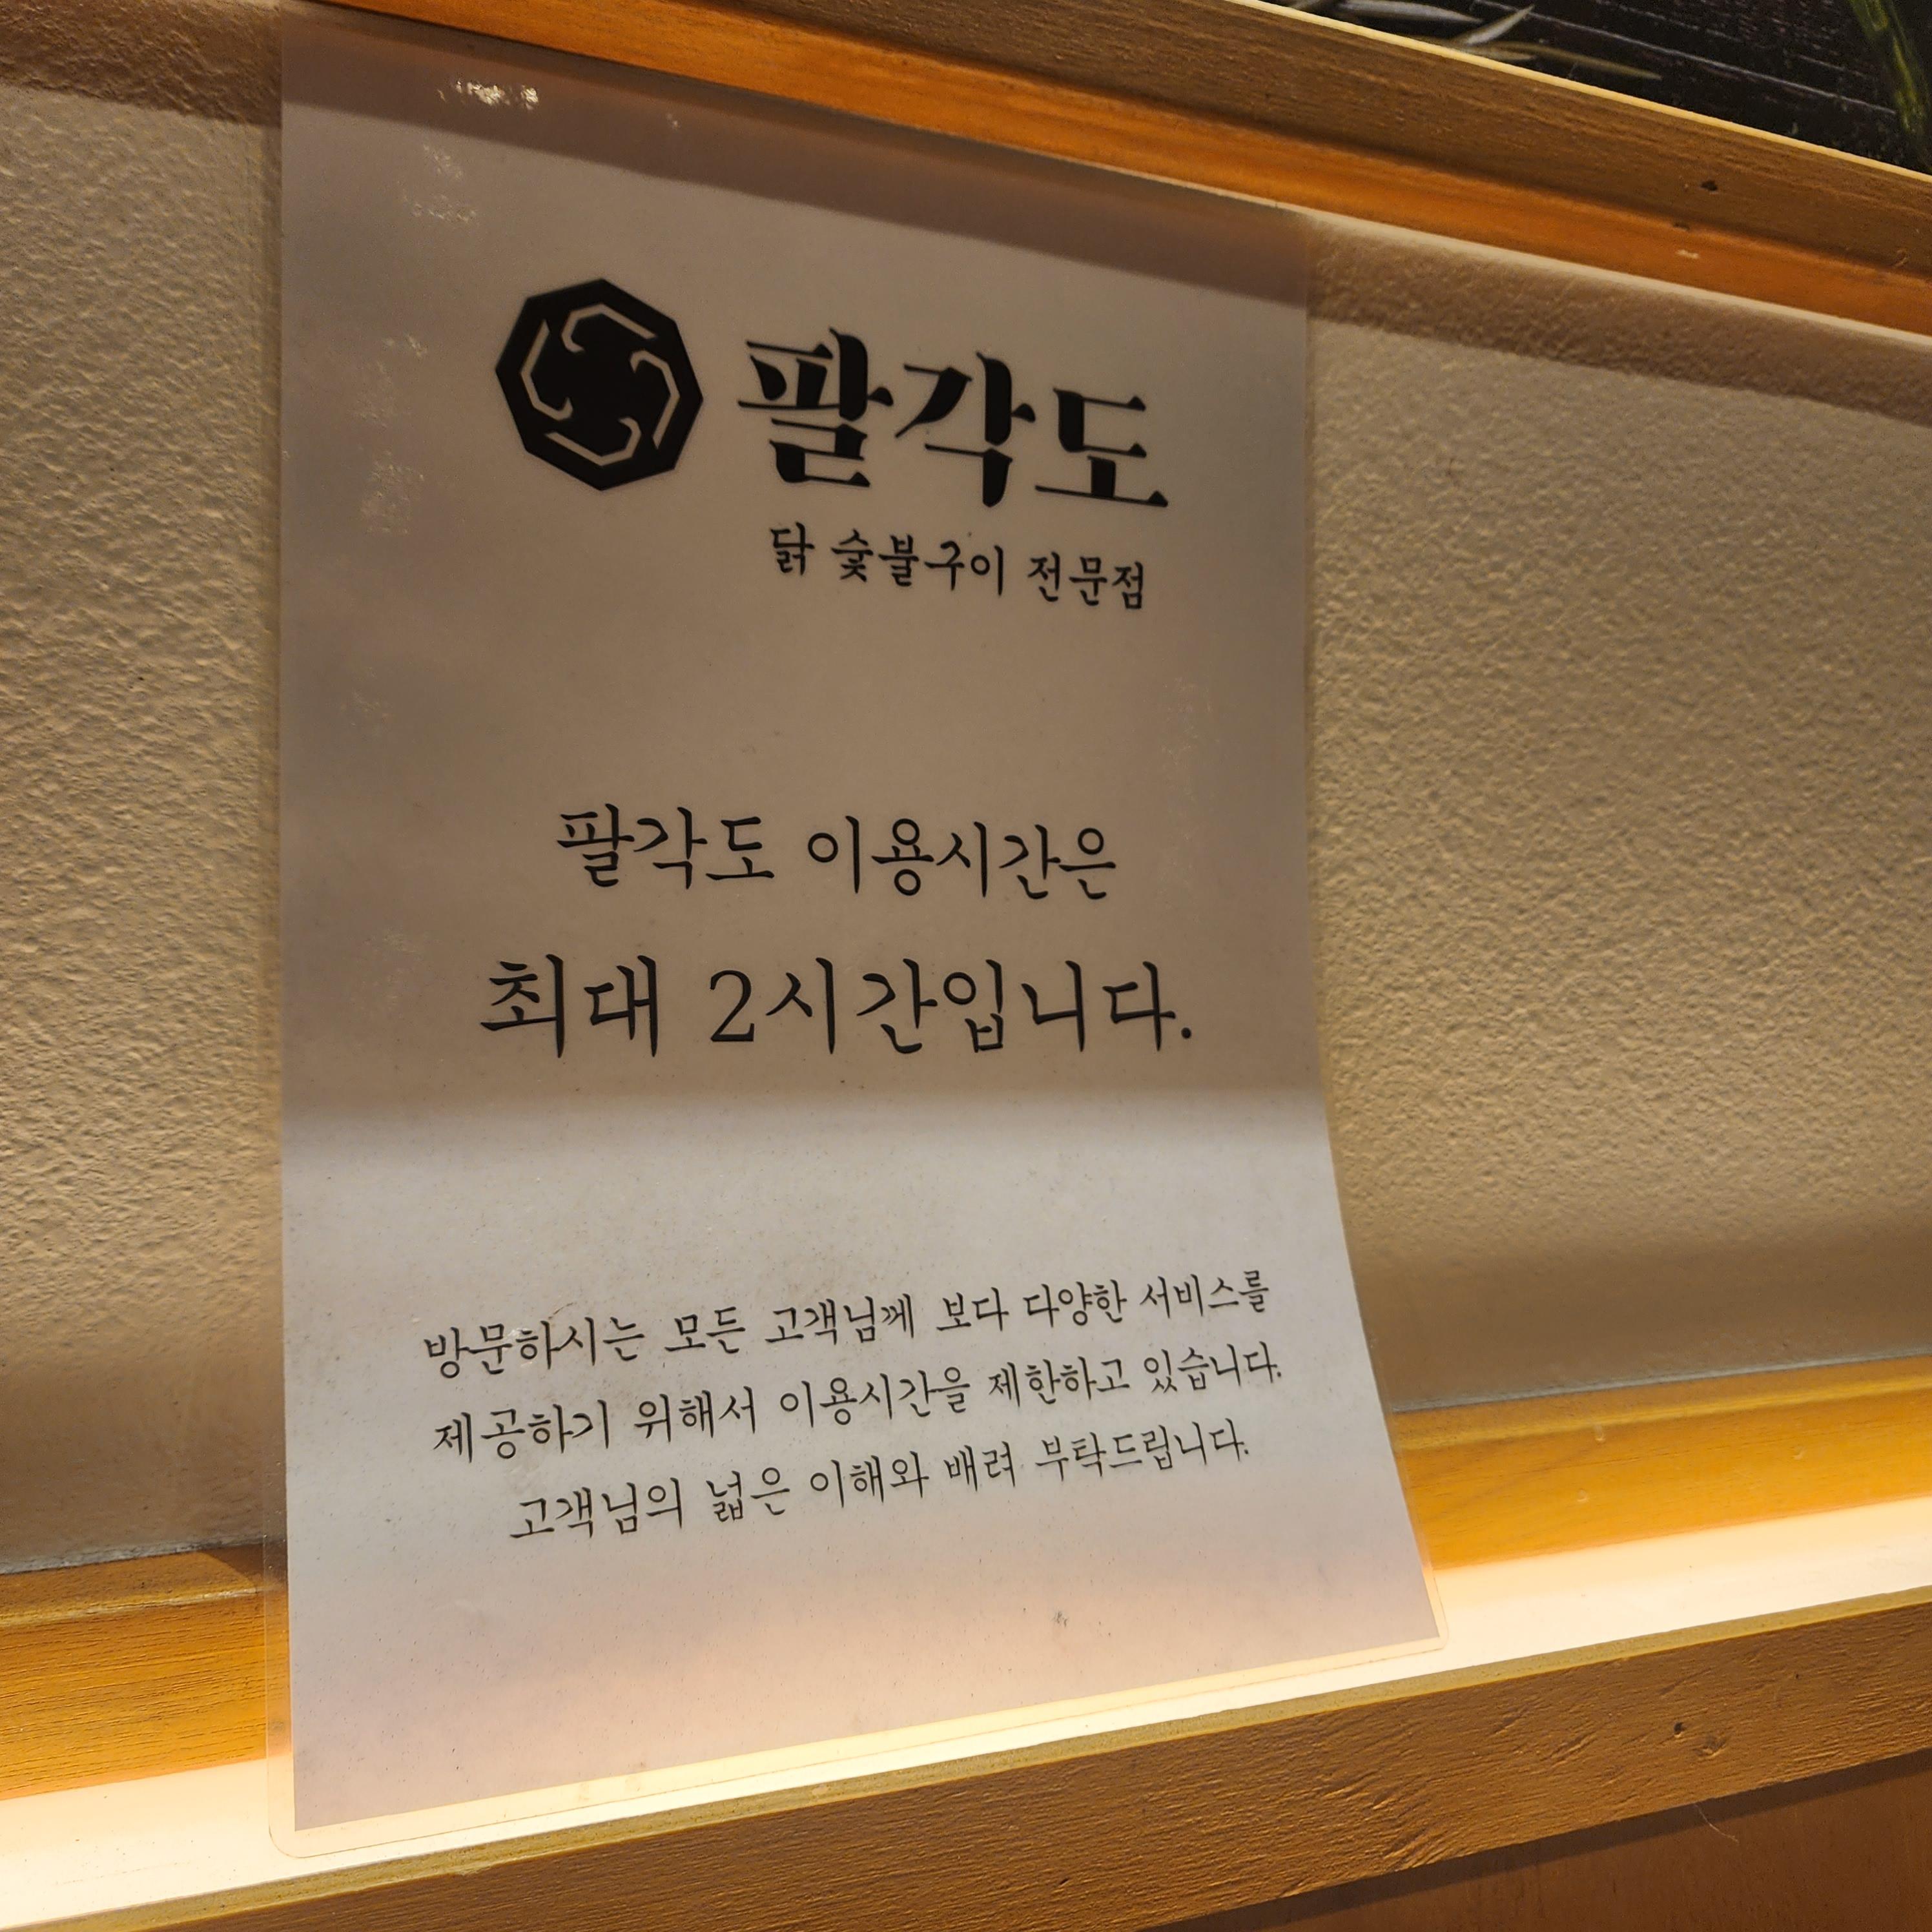 팔각도
닭 숯불구이 전문점
팔각도 이용시간은
최대 2시간입니다.
방문하시는 모든 고객님께 보다 다양한 서비스를
제공하기 위해서 이용시간을 제한하고 있습니다.
고객님의 넓은 이해와 배려 부탁드립니다.